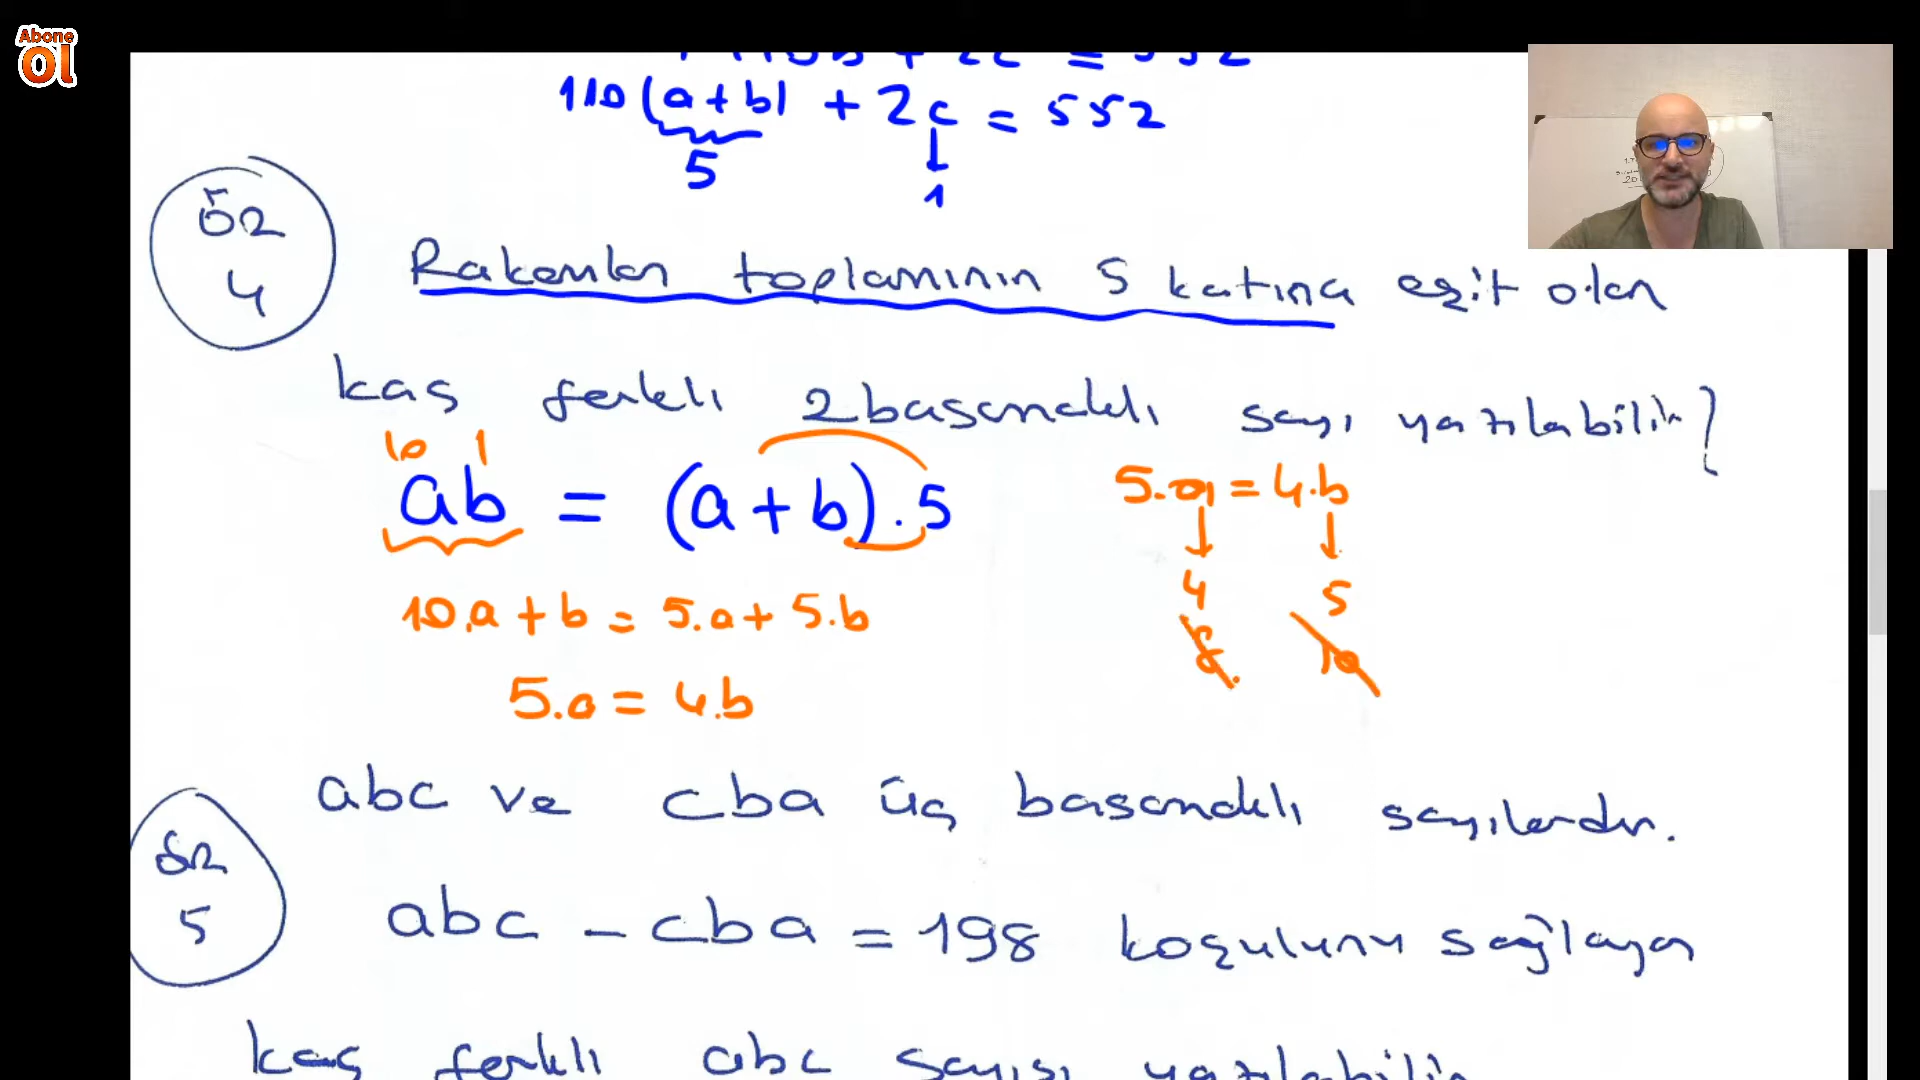 Abone
Ol
110(a+b) + 2c = 552
5
1
Ör
4
Rakamları toplamının 5 katına eşit olan
kaç farklı 2 basamaklı sayı yazılabilir?
10 1
ab = (a+b).5
5.a = 4.b
4 5
8 10
10.a + b = 5.a + 5.b
5.a = 4.b
Ör
5
abc ve cba üç basamaklı sayılardır.
abc - cba = 198 koşulunu sağlayan
kaç farklı abc sayısı yazılabilir